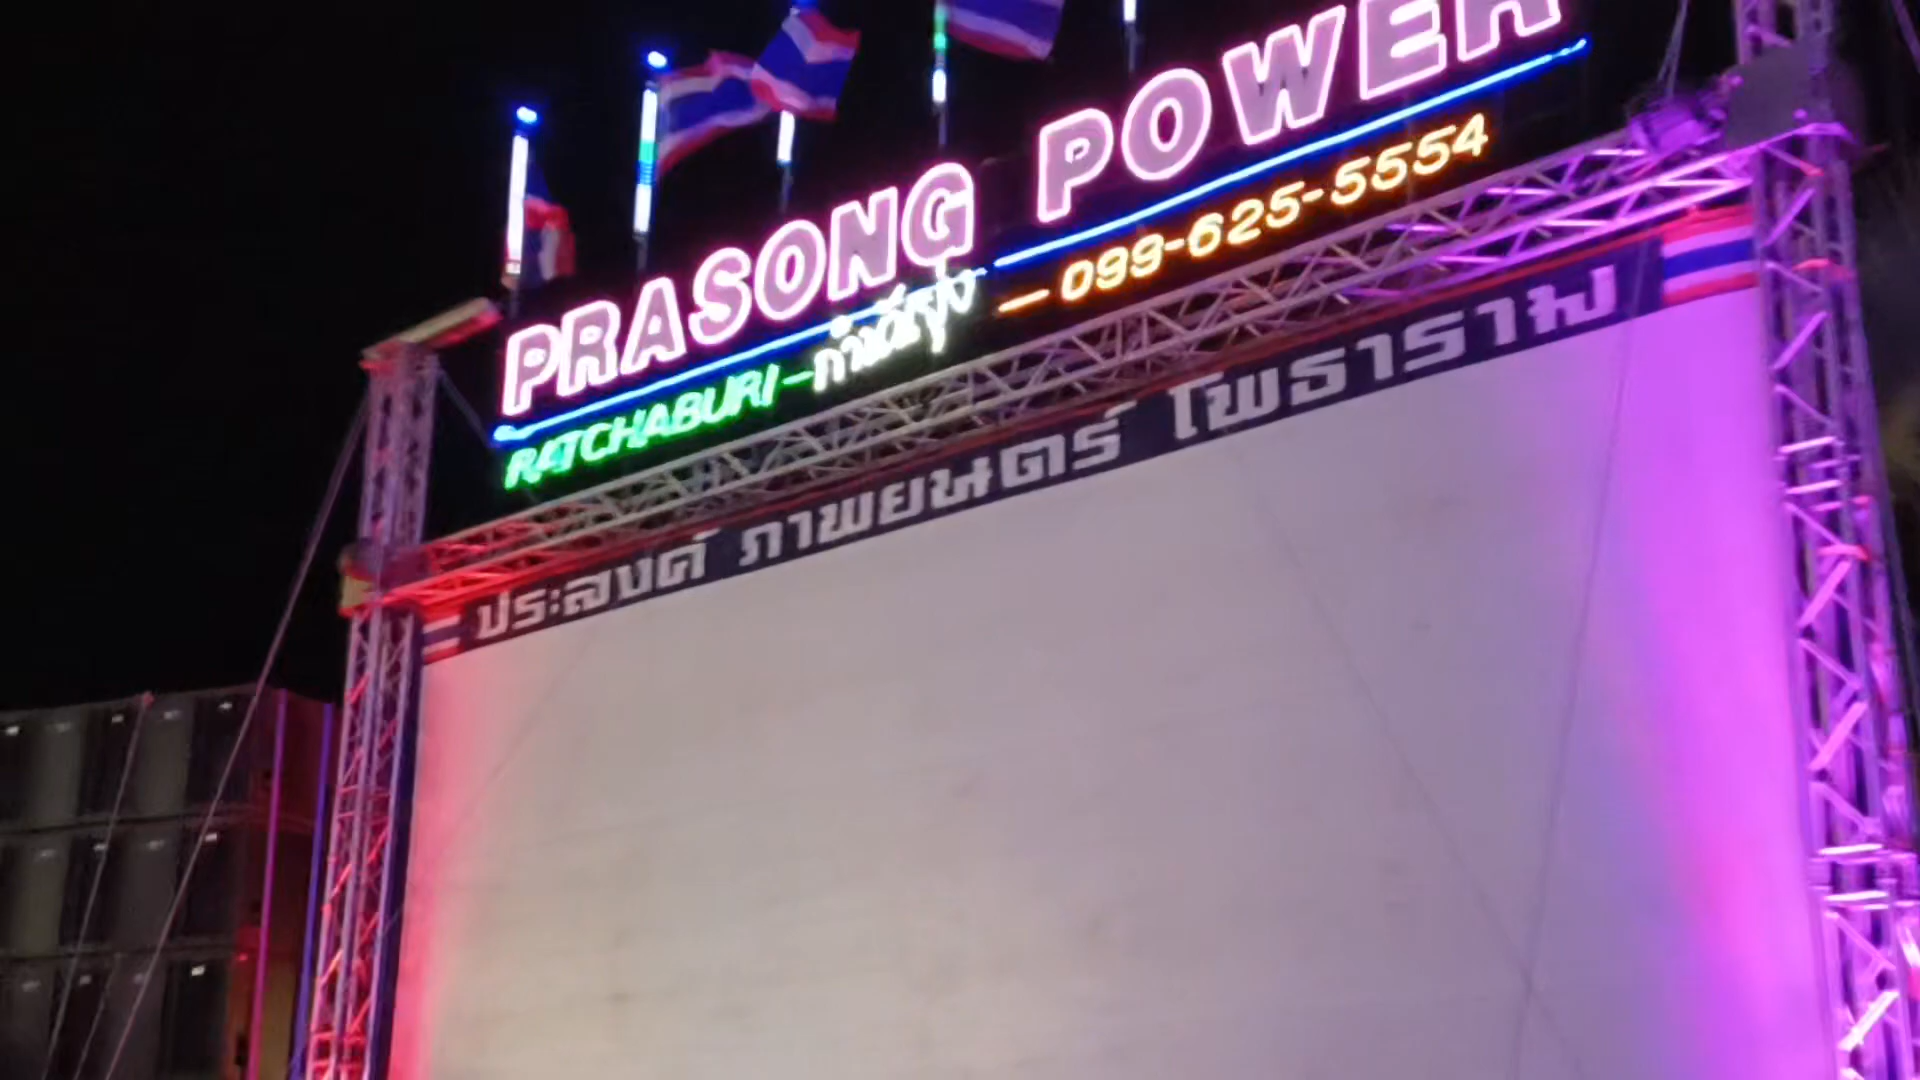 PRASONG POWER
RATCHABURI-กำนันยุ่ง — 099-625-5554
ประสงค์ ภาพยนตร์ โพธาราม